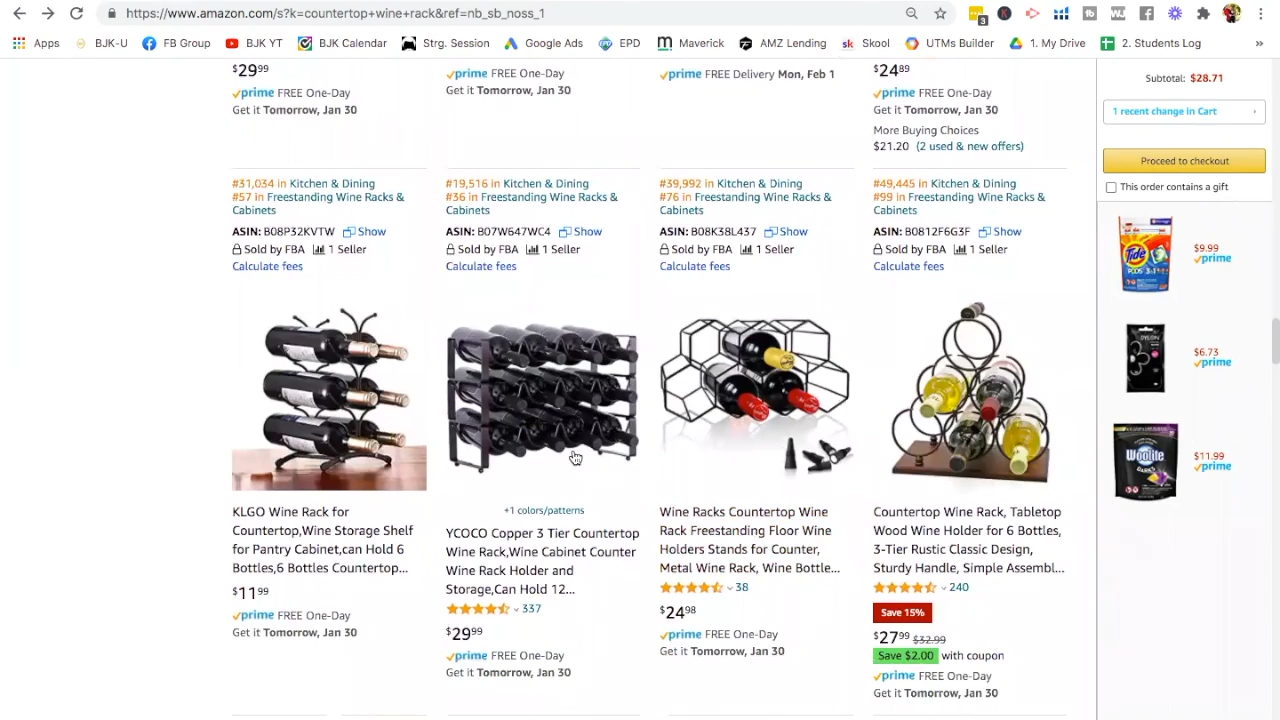 https://www.amazon.com/s?k=countertop+wine+rack&ref=nb_sb_noss_1
3
Apps BJK-U FB Group BJK YT BJK Calendar Strg. Session Google Ads EPD Maverick AMZ Lending Skool UTMs Builder 1. My Drive 2. Students Log »
$29 99
prime FREE One-Day
Get it Tomorrow, Jan 30
prime FREE One-Day
Get it Tomorrow, Jan 30
prime FREE Delivery Mon, Feb 1
$24 89
prime FREE One-Day
Get it Tomorrow, Jan 30
More Buying Choices
$21.20 (2 used & new offers)
Subtotal: $28.71
1 recent change in Cart
Proceed to checkout
This order contains a gift
#31,034 in Kitchen & Dining
#57 in Freestanding Wine Racks &
Cabinets
ASIN: B08P32KVTW Show
Sold by FBA 1 Seller
Calculate fees
#19,516 in Kitchen & Dining
#36 in Freestanding Wine Racks &
Cabinets
ASIN: B07W647WC4 Show
Sold by FBA 1 Seller
Calculate fees
#39,992 in Kitchen & Dining
#76 in Freestanding Wine Racks &
Cabinets
ASIN: B08K38L437 Show
Sold by FBA 1 Seller
Calculate fees
#49,445 in Kitchen & Dining
#99 in Freestanding Wine Racks &
Cabinets
ASIN: B0812F6G3F Show
Sold by FBA 1 Seller
Calculate fees
Tide
PODS 3in1
$9.99
prime
DYLON
$6.73
prime
Woolite
DARKS
$11.99
prime
KLGO Wine Rack for
Countertop,Wine Storage Shelf
for Pantry Cabinet,can Hold 6
Bottles,6 Bottles Countertop...
$11 99
prime FREE One-Day
Get it Tomorrow, Jan 30
+1 colors/patterns
YCOCO Copper 3 Tier Countertop
Wine Rack,Wine Cabinet Counter
Wine Rack Holder and
Storage,Can Hold 12...
337
$29 99
prime FREE One-Day
Get it Tomorrow, Jan 30
Wine Racks Countertop Wine
Rack Freestanding Floor Wine
Holders Stands for Counter,
Metal Wine Rack, Wine Bottle...
38
$24 98
prime FREE One-Day
Get it Tomorrow, Jan 30
Countertop Wine Rack, Tabletop
Wood Wine Holder for 6 Bottles,
3-Tier Rustic Classic Design,
Sturdy Handle, Simple Assembl...
240
Save 15%
$27 99 $32.99
Save $2.00 with coupon
prime FREE One-Day
Get it Tomorrow, Jan 30